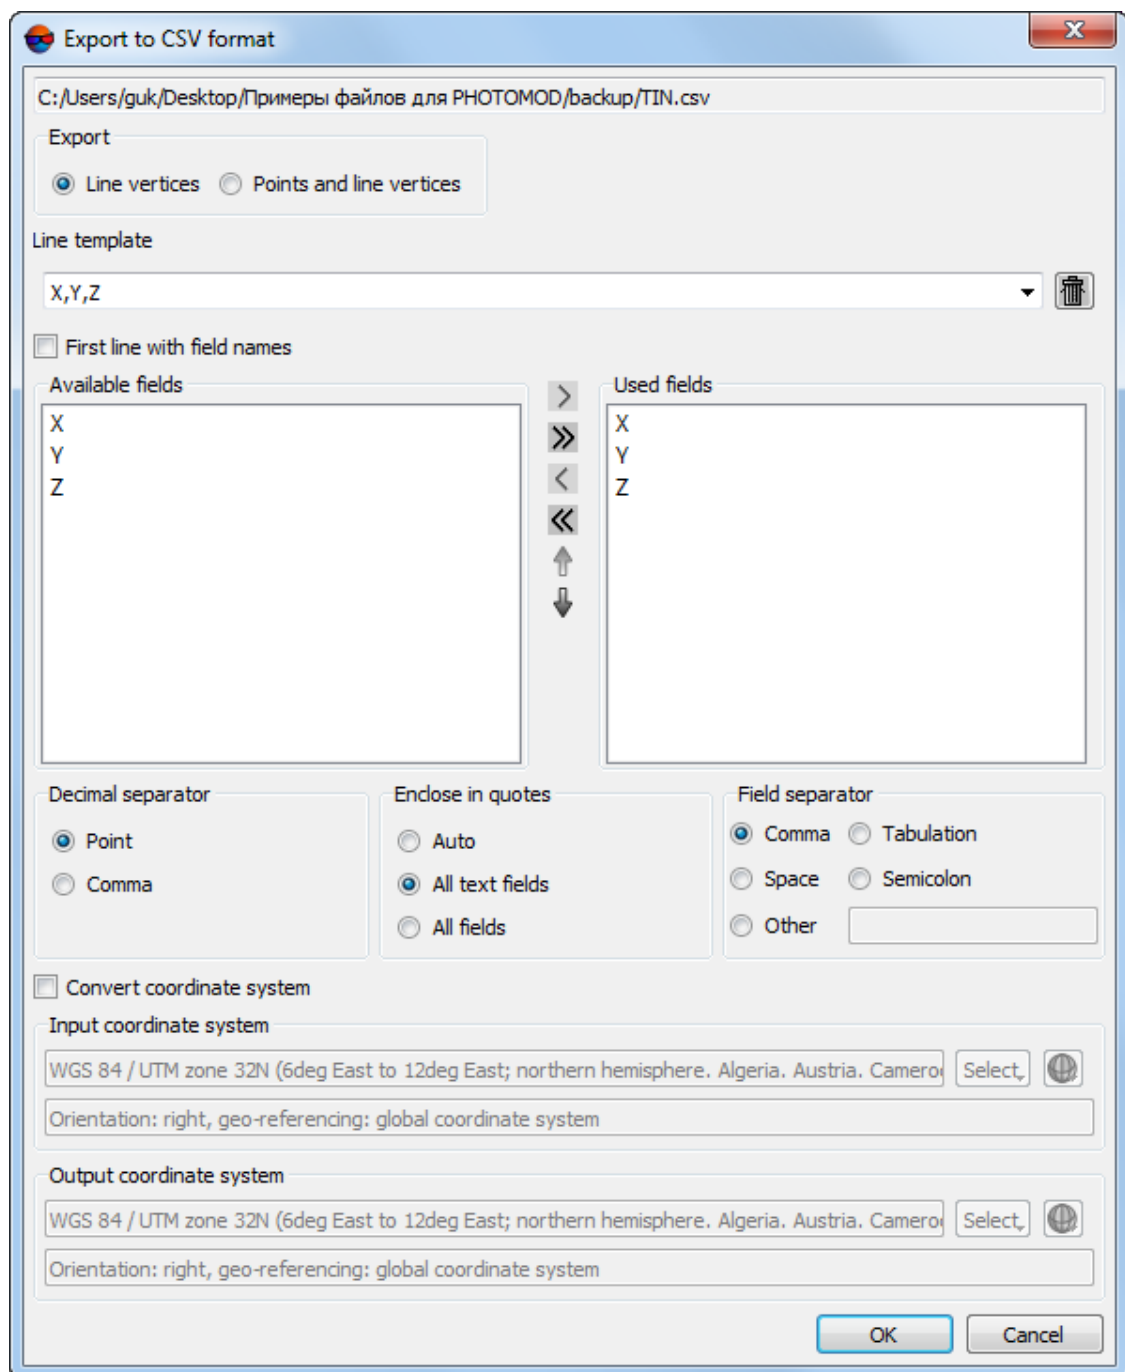 Export to CSV format
C:/Users/guk/Desktop/Примеры файлов для PHOTOMOD/backup/TIN.csv
Export
Line vertices Points and line vertices
Line template
X,Y,Z
First line with field names
Available fields Used fields
X X
Y Y
Z Z
Decimal separator Enclose in quotes Field separator
Point Auto Comma Tabulation
Comma All text fields Space Semicolon
All fields Other
Convert coordinate system
Input coordinate system
WGS 84 / UTM zone 32N (6deg East to 12deg East; northern hemisphere. Algeria. Austria. Cameroo Select
Orientation: right, geo-referencing: global coordinate system
Output coordinate system
WGS 84 / UTM zone 32N (6deg East to 12deg East; northern hemisphere. Algeria. Austria. Cameroo Select
Orientation: right, geo-referencing: global coordinate system
OK Cancel